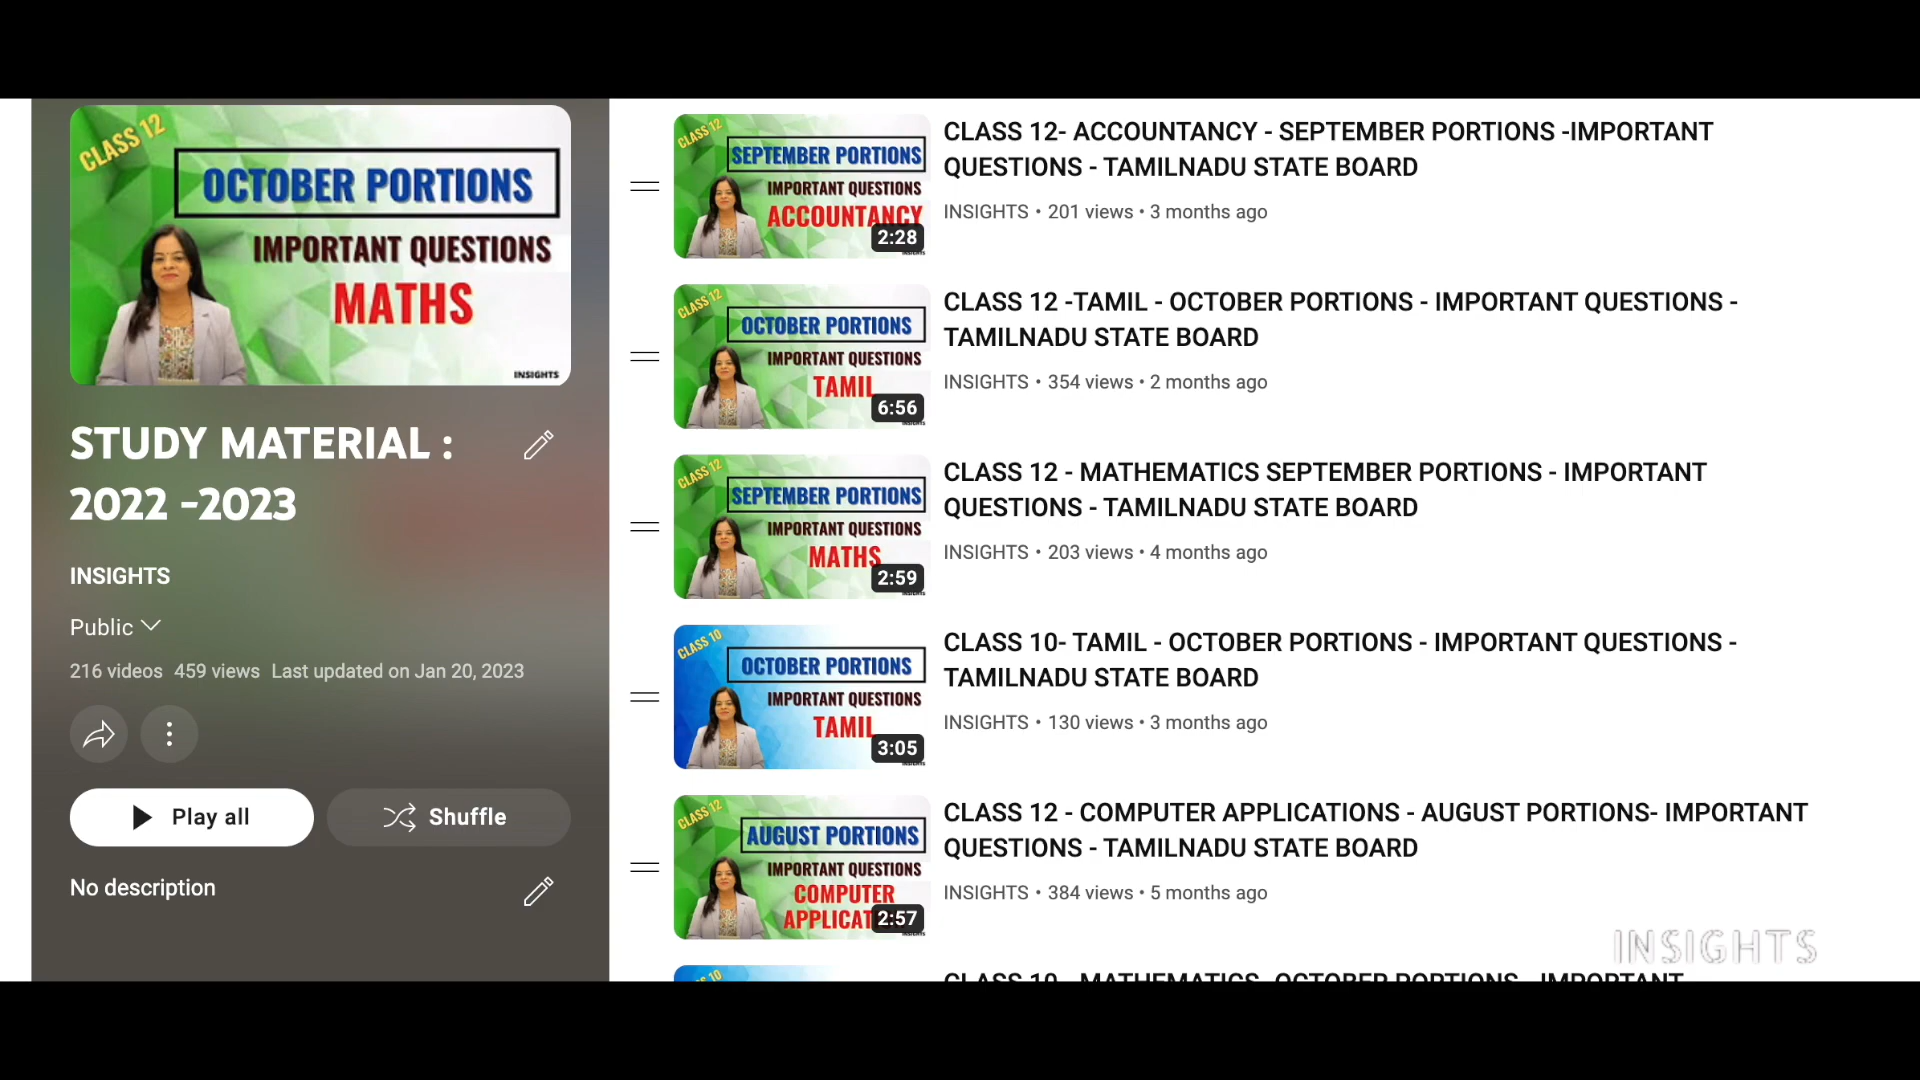 CLASS 12
OCTOBER PORTIONS
IMPORTANT QUESTIONS
MATHS
INSIGHTS
STUDY MATERIAL :
2022 -2023
INSIGHTS
Public
216 videos 459 views Last updated on Jan 20, 2023
Play all
Shuffle
No description
CLASS 12
SEPTEMBER PORTIONS
IMPORTANT QUESTIONS
ACCOUNTANCY
2:28
CLASS 12- ACCOUNTANCY - SEPTEMBER PORTIONS -IMPORTANT
QUESTIONS - TAMILNADU STATE BOARD
INSIGHTS • 201 views • 3 months ago
CLASS 12
OCTOBER PORTIONS
IMPORTANT QUESTIONS
TAMIL
6:56
CLASS 12 -TAMIL - OCTOBER PORTIONS - IMPORTANT QUESTIONS -
TAMILNADU STATE BOARD
INSIGHTS • 354 views • 2 months ago
CLASS 12
SEPTEMBER PORTIONS
IMPORTANT QUESTIONS
MATHS
2:59
CLASS 12 - MATHEMATICS SEPTEMBER PORTIONS - IMPORTANT
QUESTIONS - TAMILNADU STATE BOARD
INSIGHTS • 203 views • 4 months ago
CLASS 10
OCTOBER PORTIONS
IMPORTANT QUESTIONS
TAMIL
3:05
CLASS 10- TAMIL - OCTOBER PORTIONS - IMPORTANT QUESTIONS -
TAMILNADU STATE BOARD
INSIGHTS • 130 views • 3 months ago
CLASS 12
AUGUST PORTIONS
IMPORTANT QUESTIONS
COMPUTER
APPLICAT
2:57
CLASS 12 - COMPUTER APPLICATIONS - AUGUST PORTIONS- IMPORTANT
QUESTIONS - TAMILNADU STATE BOARD
INSIGHTS • 384 views • 5 months ago
INSIGHTS
CLASS 10 - MATHEMATICS -OCTOBER PORTIONS - IMPORTANT